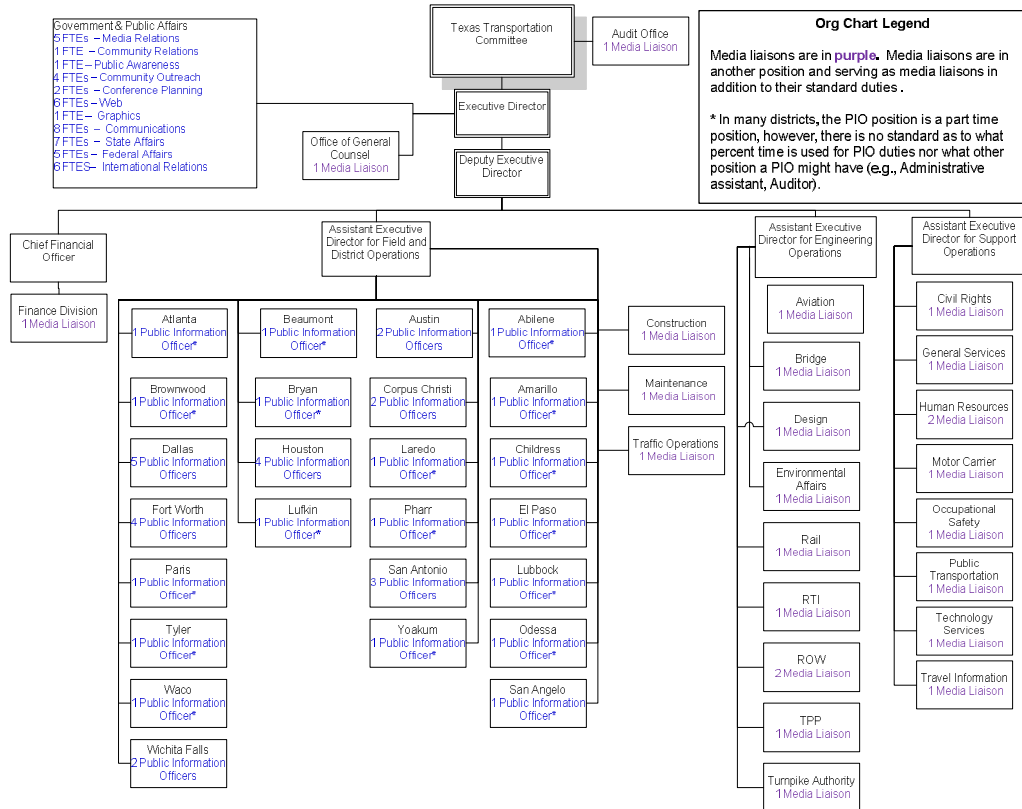 Government & Public Affairs
5 FTEs – Media Relations
1 FTE – Community Relations
1 FTE – Public Awareness
4 FTEs – Community Outreach
2 FTEs – Conference Planning
6 FTEs – Web
1 FTE – Graphics
8 FTEs – Communications
7 FTEs – State Affairs
5 FTEs – Federal Affairs
6 FTES – International Relations
Texas Transportation
Committee
Audit Office
1 Media Liaison
Executive Director
Office of General
Counsel
1 Media Liaison
Deputy Executive
Director
Org Chart Legend
Media liaisons are in purple. Media liaisons are in
another position and serving as media liaisons in
addition to their standard duties .
* In many districts, the PIO position is a part time
position, however, there is no standard as to what
percent time is used for PIO duties nor what other
position a PIO might have (e.g., Administrative
assistant, Auditor).
Chief Financial
Officer
Finance Division
1 Media Liaison
Assistant Executive
Director for Field and
District Operations
Atlanta
1 Public Information
Officer*
Brownwood
1 Public Information
Officer*
Dallas
5 Public Information
Officers
Fort Worth
4 Public Information
Officers
Paris
1 Public Information
Officer*
Tyler
1 Public Information
Officer*
Waco
1 Public Information
Officer*
Wichita Falls
2 Public Information
Officers
Beaumont
1 Public Information
Officer*
Bryan
1 Public Information
Officer*
Houston
4 Public Information
Officers
Lufkin
1 Public Information
Officer*
Austin
2 Public Information
Officers
Corpus Christi
2 Public Information
Officers
Laredo
1 Public Information
Officer*
Pharr
1 Public Information
Officer*
San Antonio
3 Public Information
Officers
Yoakum
1 Public Information
Officer*
Abilene
1 Public Information
Officer*
Amarillo
1 Public Information
Officer*
Childress
1 Public Information
Officer*
El Paso
1 Public Information
Officer*
Lubbock
1 Public Information
Officer*
Odessa
1 Public Information
Officer*
San Angelo
1 Public Information
Officer*
Construction
1 Media Liaison
Maintenance
1 Media Liaison
Traffic Operations
1 Media Liaison
Assistant Executive
Director for Engineering
Operations
Aviation
1 Media Liaison
Bridge
1 Media Liaison
Design
1 Media Liaison
Environmental
Affairs
1 Media Liaison
Rail
1 Media Liaison
RTI
1 Media Liaison
ROW
2 Media Liaison
TPP
1 Media Liaison
Turnpike Authority
1 Media Liaison
Assistant Executive
Director for Support
Operations
Civil Rights
1 Media Liaison
General Services
1 Media Liaison
Human Resources
2 Media Liaison
Motor Carrier
1 Media Liaison
Occupational
Safety
1 Media Liaison
Public
Transportation
1 Media Liaison
Technology
Services
1 Media Liaison
Travel Information
1 Media Liaison